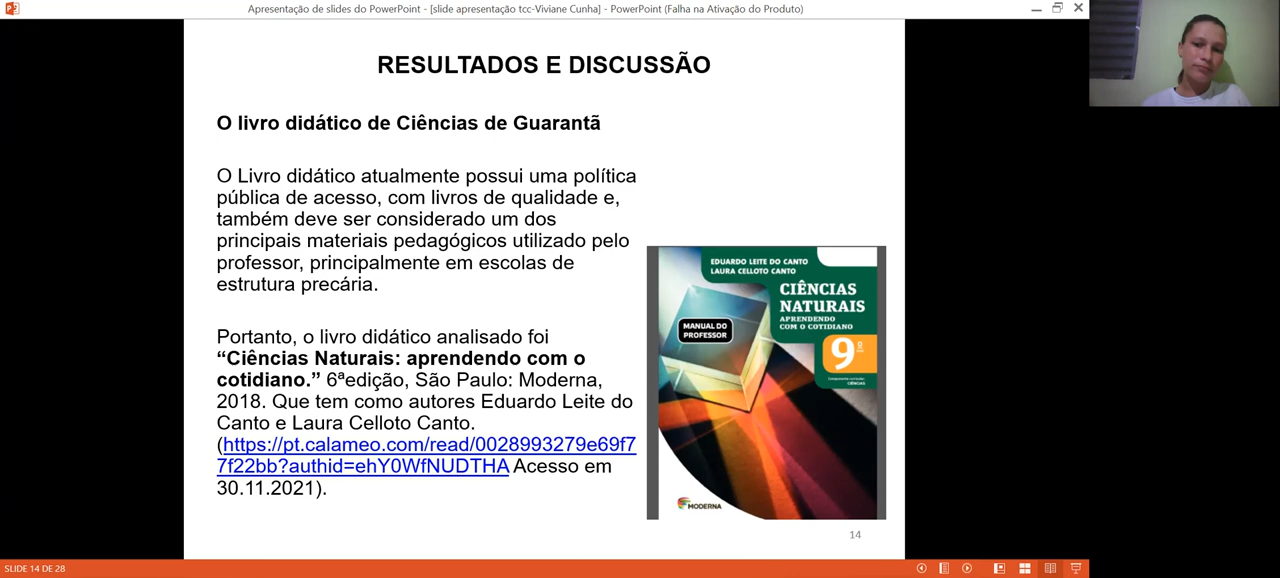 Apresentação de slides do PowerPoint - [slide apresentação tcc-Viviane Cunha] - PowerPoint (Falha na Ativação do Produto)
RESULTADOS E DISCUSSÃO
O livro didático de Ciências de Guarantã
O Livro didático atualmente possui uma política
pública de acesso, com livros de qualidade e,
também deve ser considerado um dos
principais materiais pedagógicos utilizado pelo
professor, principalmente em escolas de
estrutura precária.
Portanto, o livro didático analisado foi
“Ciências Naturais: aprendendo com o
cotidiano.” 6ªedição, São Paulo: Moderna,
2018. Que tem como autores Eduardo Leite do
Canto e Laura Celloto Canto.
(https://pt.calameo.com/read/0028993279e69f7
7f22bb?authid=ehY0WfNUDTHA Acesso em
30.11.2021).
EDUARDO LEITE DO CANTO
LAURA CELLOTO CANTO
CIÊNCIAS
NATURAIS
APRENDENDO
COM O COTIDIANO
MANUAL DO
PROFESSOR
9º
Componente curricular:
CIÊNCIAS
MODERNA
14
SLIDE 14 DE 28